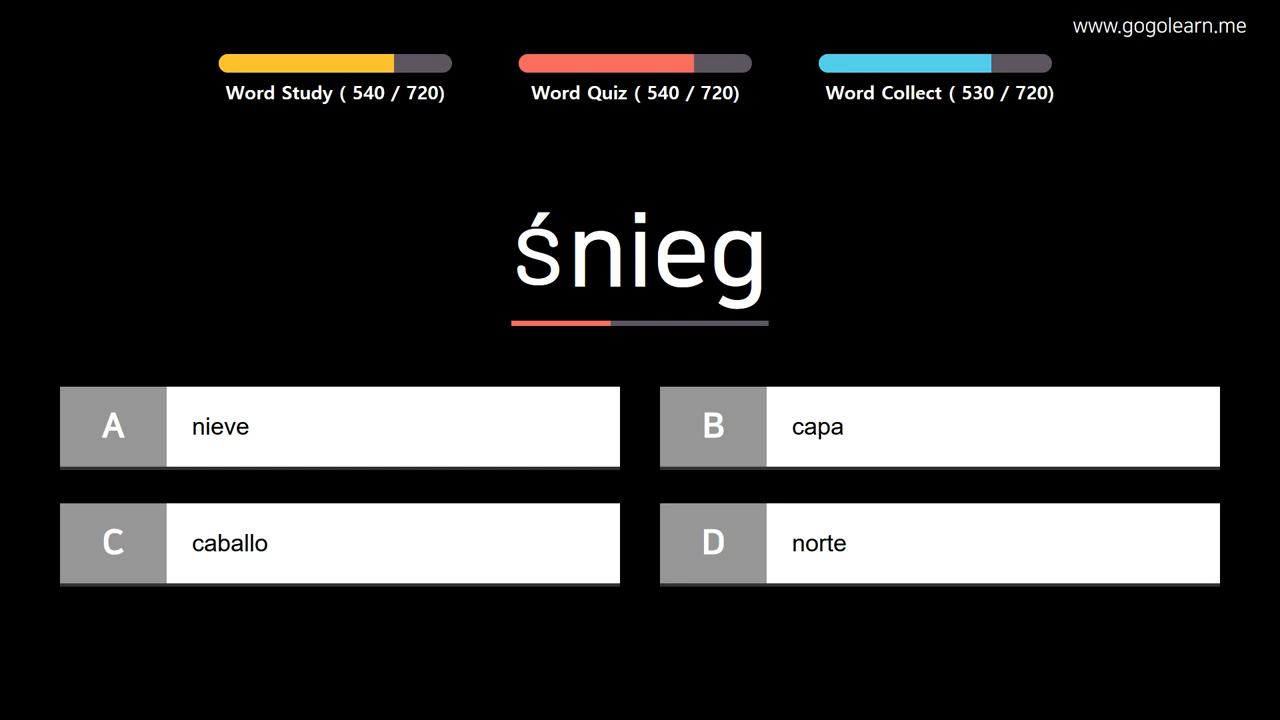 www.gogolearn.me
Word Study ( 540 / 720)
Word Quiz ( 540 / 720)
Word Collect ( 530 / 720)
śnieg
A nieve
B capa
C caballo
D norte